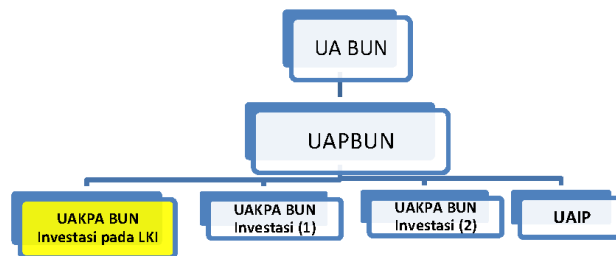 UA BUN
UAPBUN
UAKPA BUN
Investasi pada LKI
UAKPA BUN
Investasi (1)
UAKPA BUN
Investasi (2)
UAIP